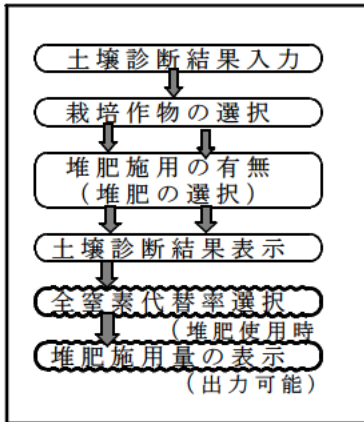 土壌診断結果入力
栽培作物の選択
堆肥施用の有無
(堆肥の選択)
土壌診断結果表示
全窒素代替率選択
(堆肥使用時
堆肥施用量の表示
(出力可能)